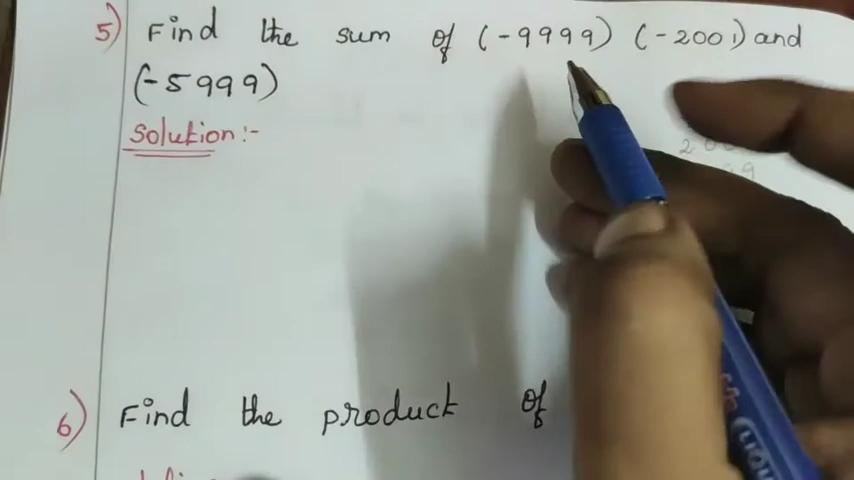 5) Find the sum of (-9999) (-2001) and
(-5999)
Solution:-
6) Find the product of